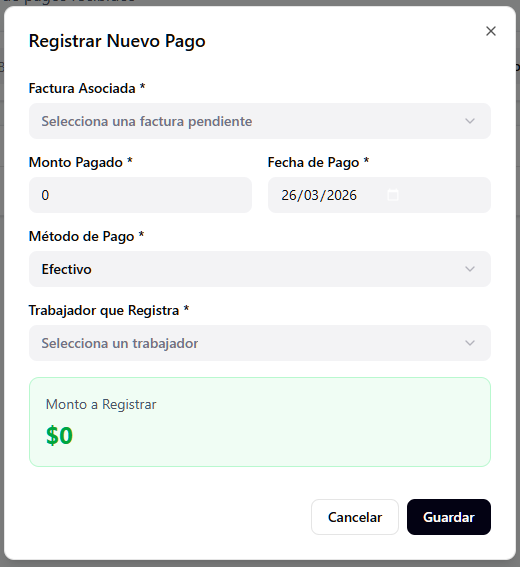 Registrar Nuevo Pago
Factura Asociada *
Selecciona una factura pendiente
Monto Pagado *
Fecha de Pago *
0
26/03/2026
Método de Pago *
Efectivo
Trabajador que Registra *
Selecciona un trabajador
Monto a Registrar
$0
Cancelar
Guardar